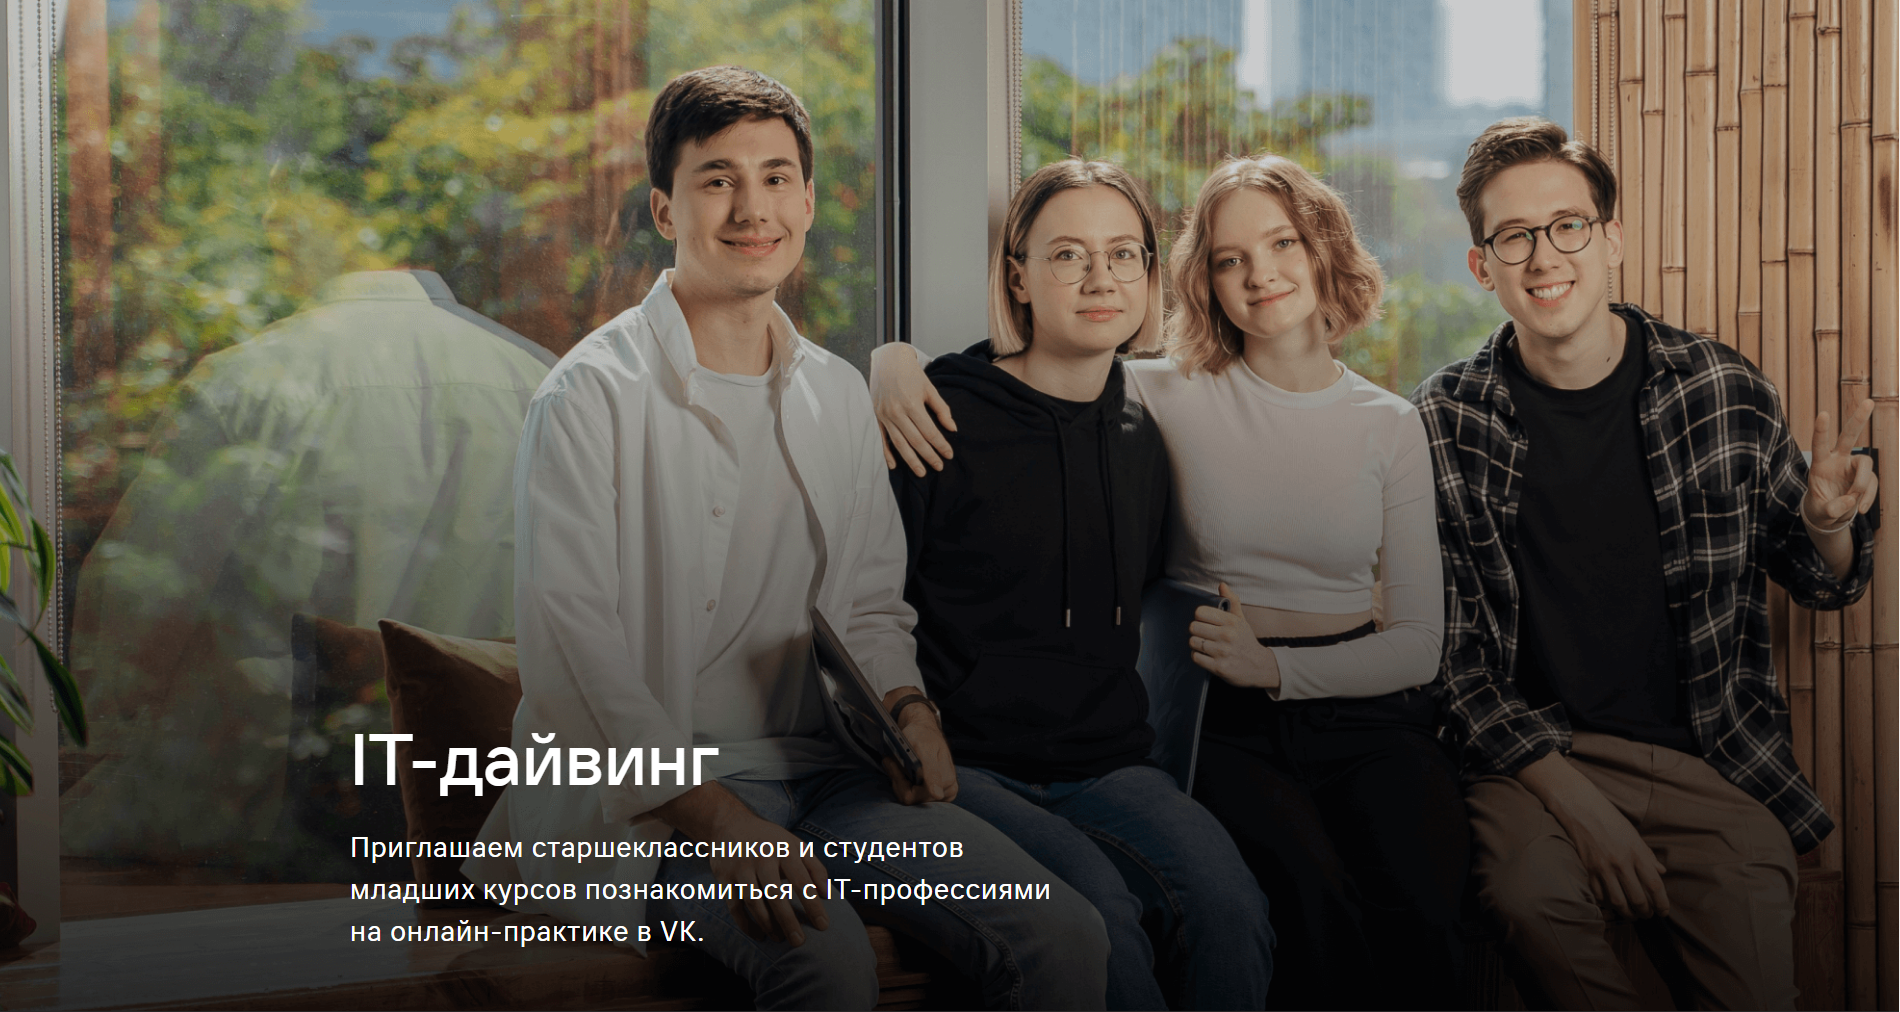 IT-дайвинг
Приглашаем старшеклассников и студентов
младших курсов познакомиться с IT-профессиями
на онлайн-практике в VK.